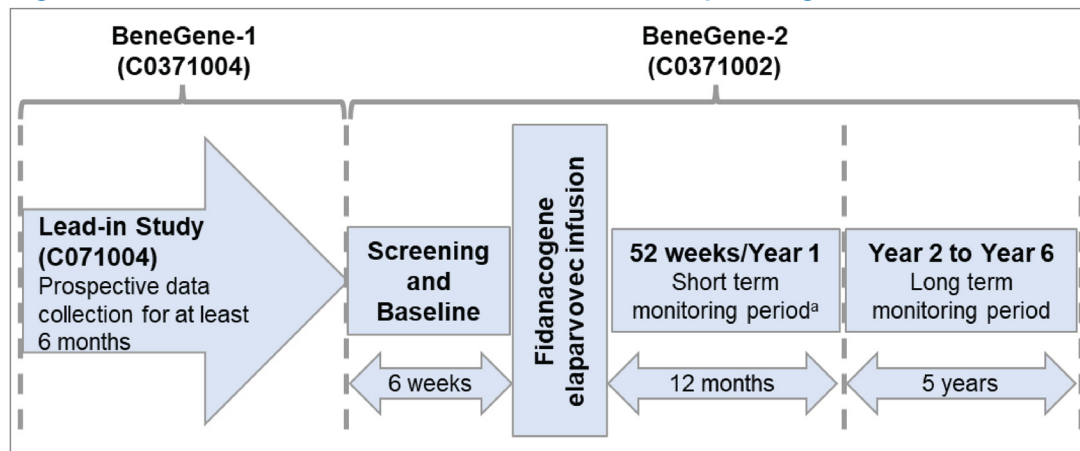 BeneGene-1
(C0371004)
BeneGene-2
(C0371002)
Lead-in Study
(C071004)
Prospective data
collection for at least
6 months
Screening
and
Baseline
6 weeks
Fidanacogene
elaparvovec infusion
52 weeks/Year 1
Short term
monitoring periodᵃ
12 months
Year 2 to Year 6
Long term
monitoring period
5 years